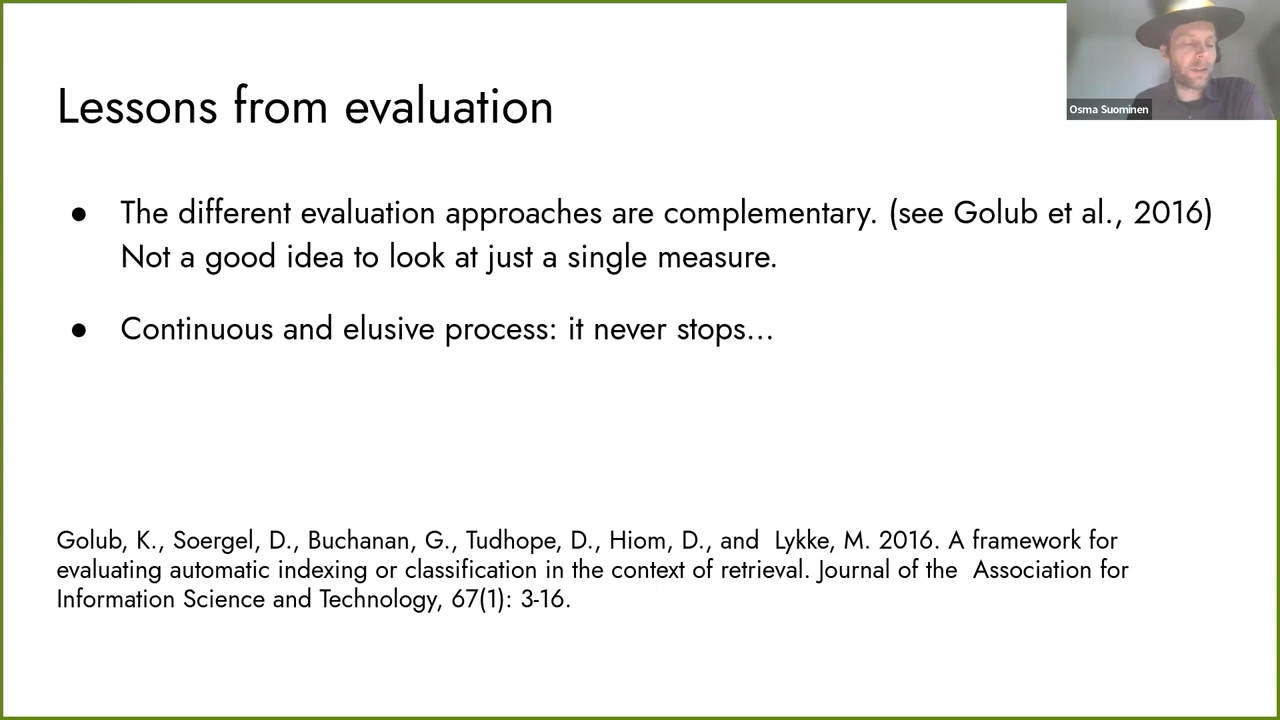 Lessons from evaluation
Osma Suominen
● The different evaluation approaches are complementary. (see Golub et al., 2016)
Not a good idea to look at just a single measure.
● Continuous and elusive process: it never stops...
Golub, K., Soergel, D., Buchanan, G., Tudhope, D., Hiom, D., and Lykke, M. 2016. A framework for
evaluating automatic indexing or classification in the context of retrieval. Journal of the Association for
Information Science and Technology, 67(1): 3-16.